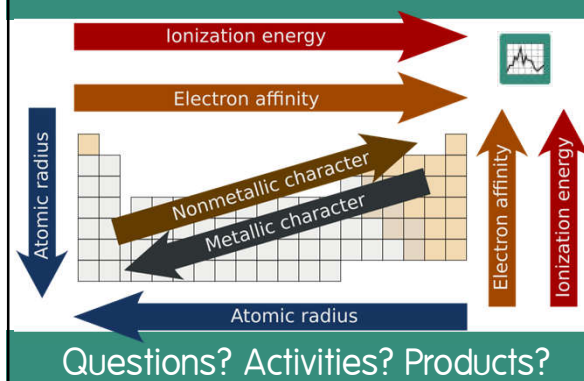 Ionization energy
Electron affinity
Atomic radius
Nonmetallic character
Metallic character
Electron affinity
Ionization energy
Atomic radius
Questions? Activities? Products?